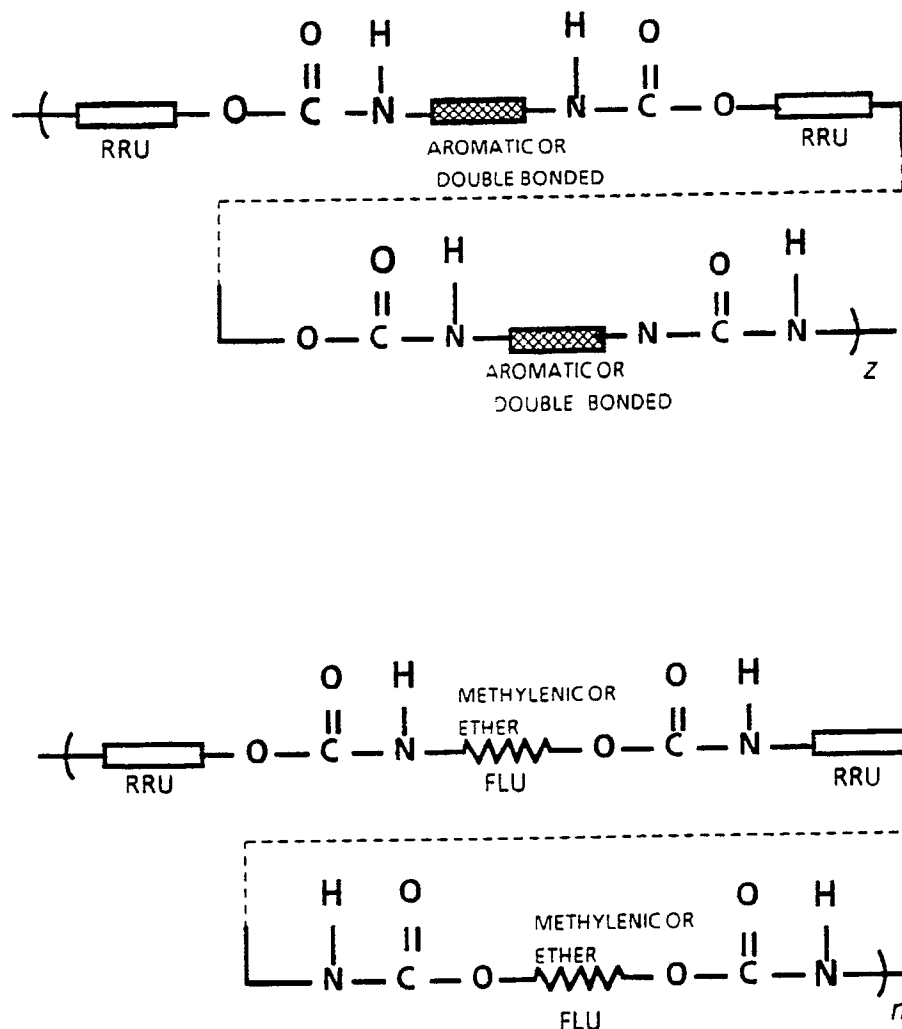 O H H O
( RRU O — C — N AROMATIC OR DOUBLE BONDED N — C — O RRU
O H O H
O — C — N AROMATIC OR DOUBLE BONDED N — C — N ) z
O H O H
( RRU O — C — N METHYLENIC OR ETHER FLU O — C — N RRU
H O O H
N — C — O METHYLENIC OR ETHER FLU O — C — N )